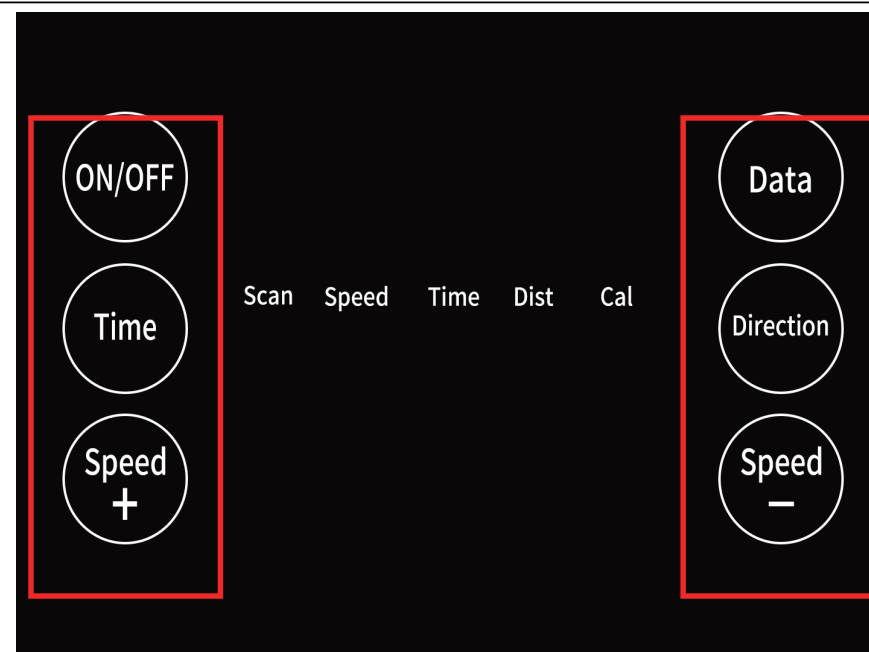 ON/OFF
Time
Speed
+
Scan Speed Time Dist Cal
Data
Direction
Speed
−